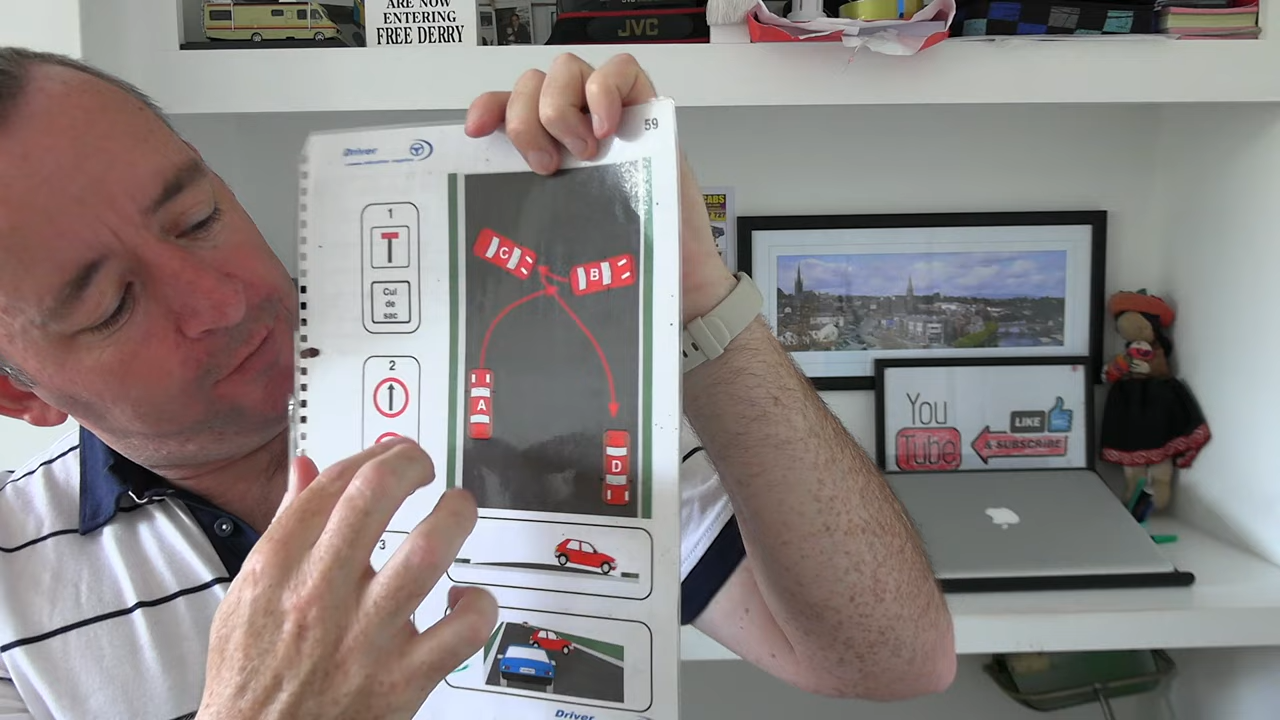 ARE NOW
ENTERING
FREE DERRY
JVC
59
Driver
1
T
Cul
de
sac
2
3
C
B
A
D
Driver
CABS
You
Tube
LIKE
& SUBSCRIBE